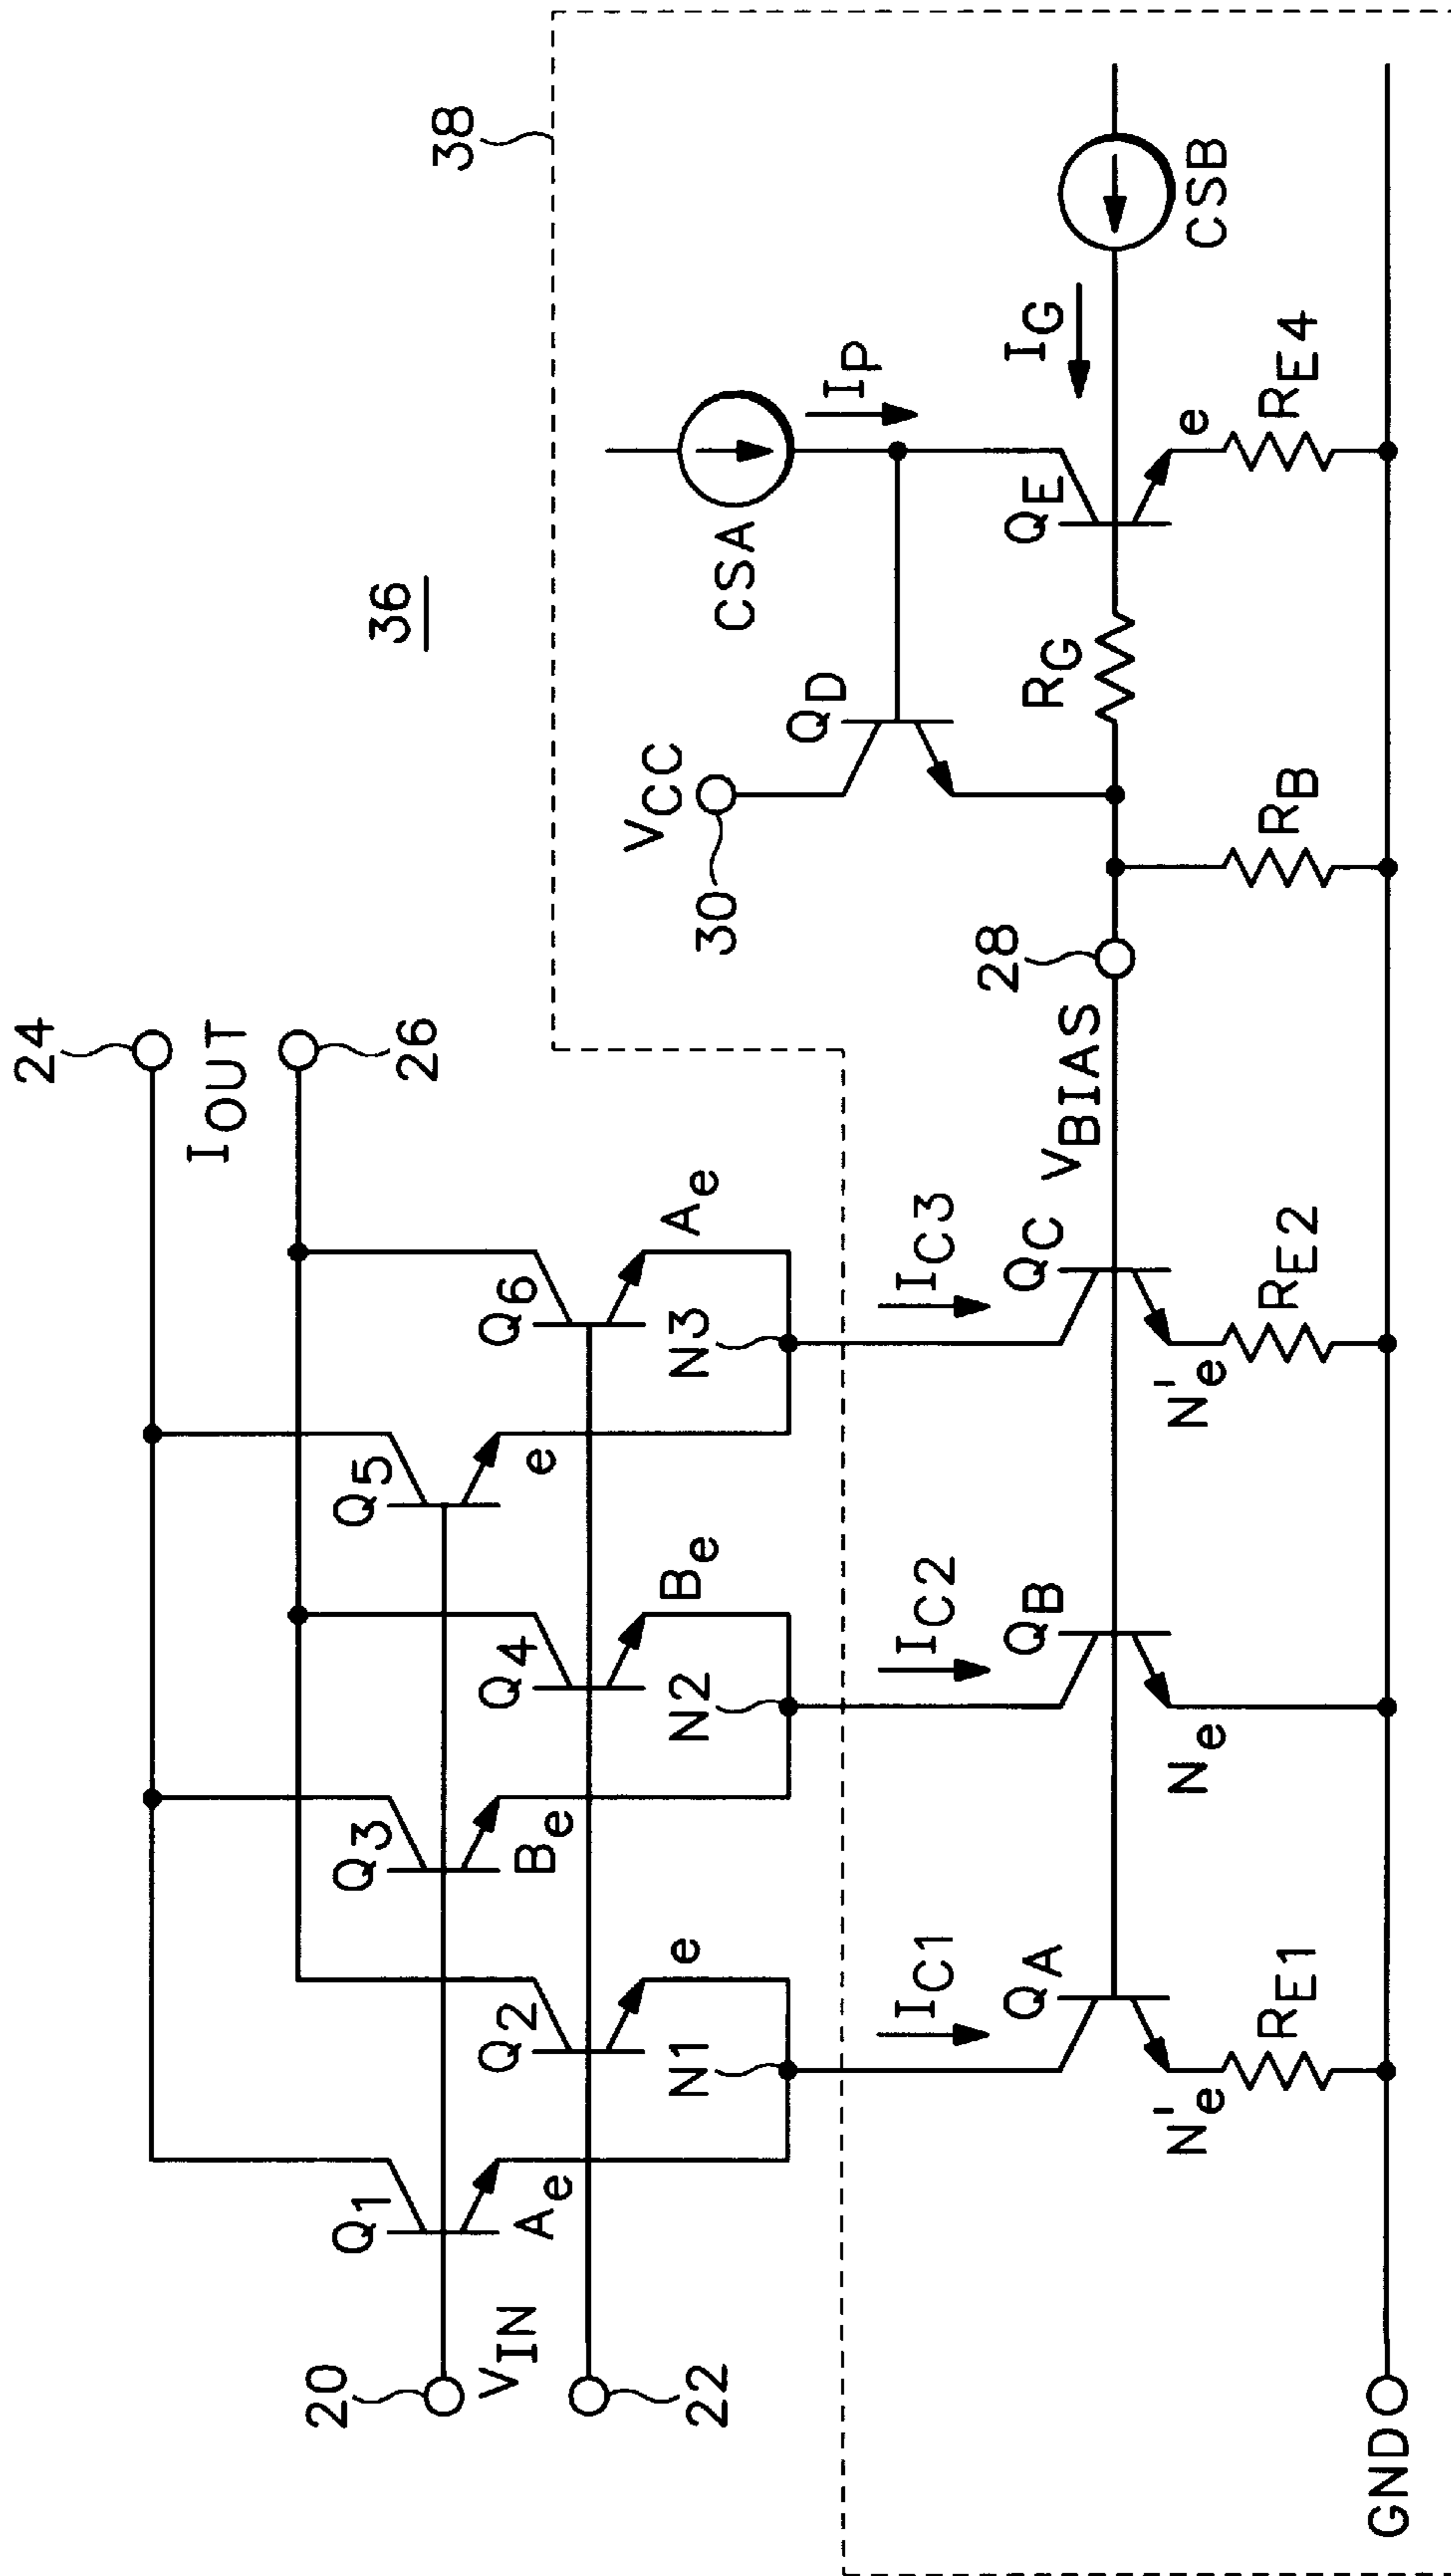 36
38
24
I OUT
26
Q1
Ae
Q2
e
Q3
Be
Q4
Be
Q5
e
Q6
Ae
20
VIN
22
N1
N2
N3
VCC
30
QD
CSA
IP
IC1
IC2
IC3
QA
QB
QC
VBIAS
28
RG
QE
IG
CSB
N'e
Ne
N'e
e
RE1
RE2
RB
RE4
GND